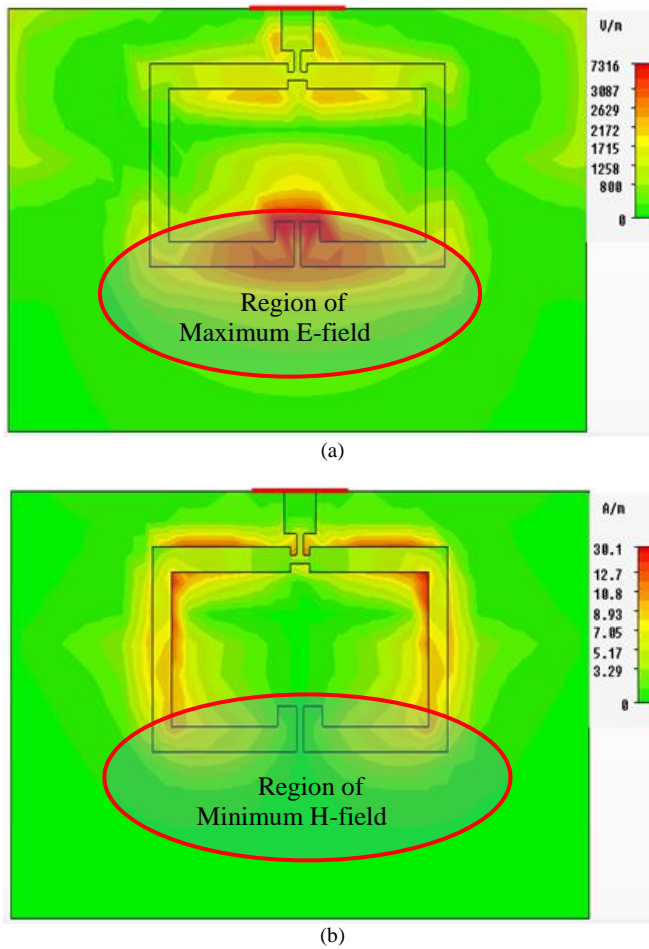 V/m
7316
3087
2629
2172
1715
1258
800
0
Region of
Maximum E-field
(a)
A/m
30.1
12.7
10.8
8.93
7.05
5.17
3.29
0
Region of
Minimum H-field
(b)